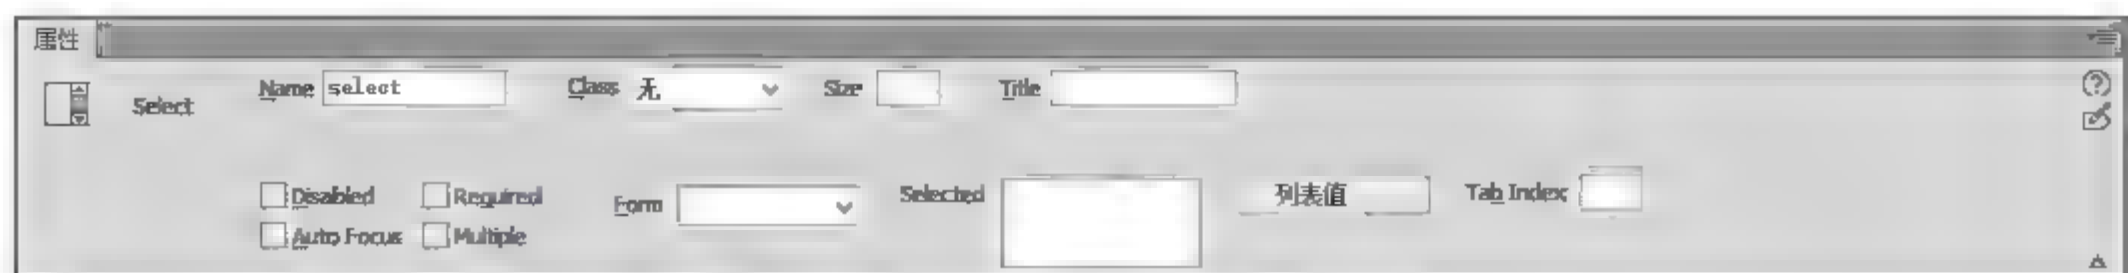 属性
Select Name select Class 无 Size Title
Disabled Required Form Selected 列表值 Tab Index
Auto Focus Multiple